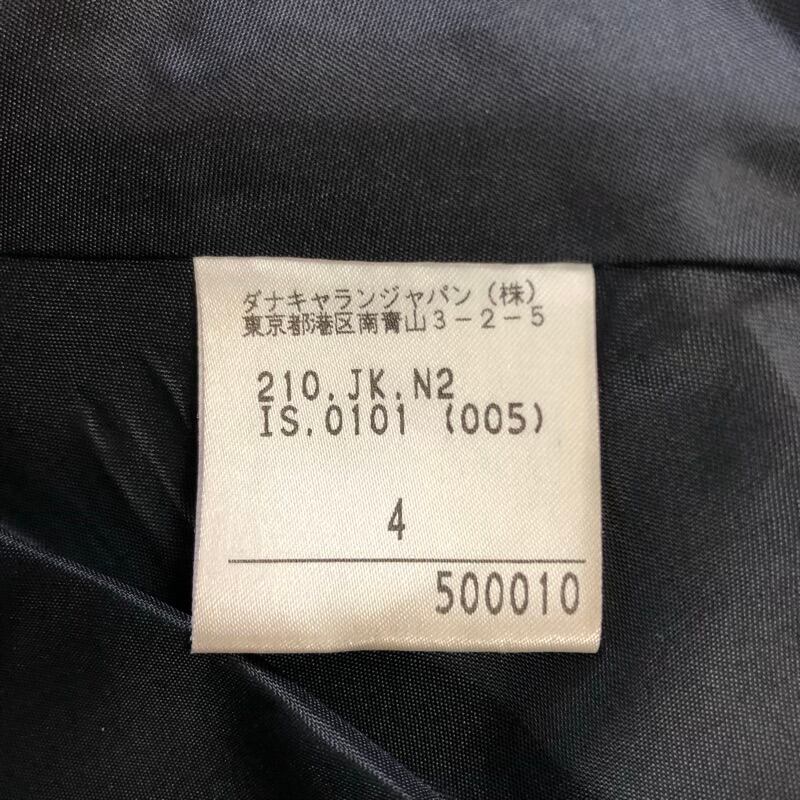 ダナキャランジャパン（株）
東京都港区南青山3-2-5
210.JK.N2
IS.0101 (005)
4
500010